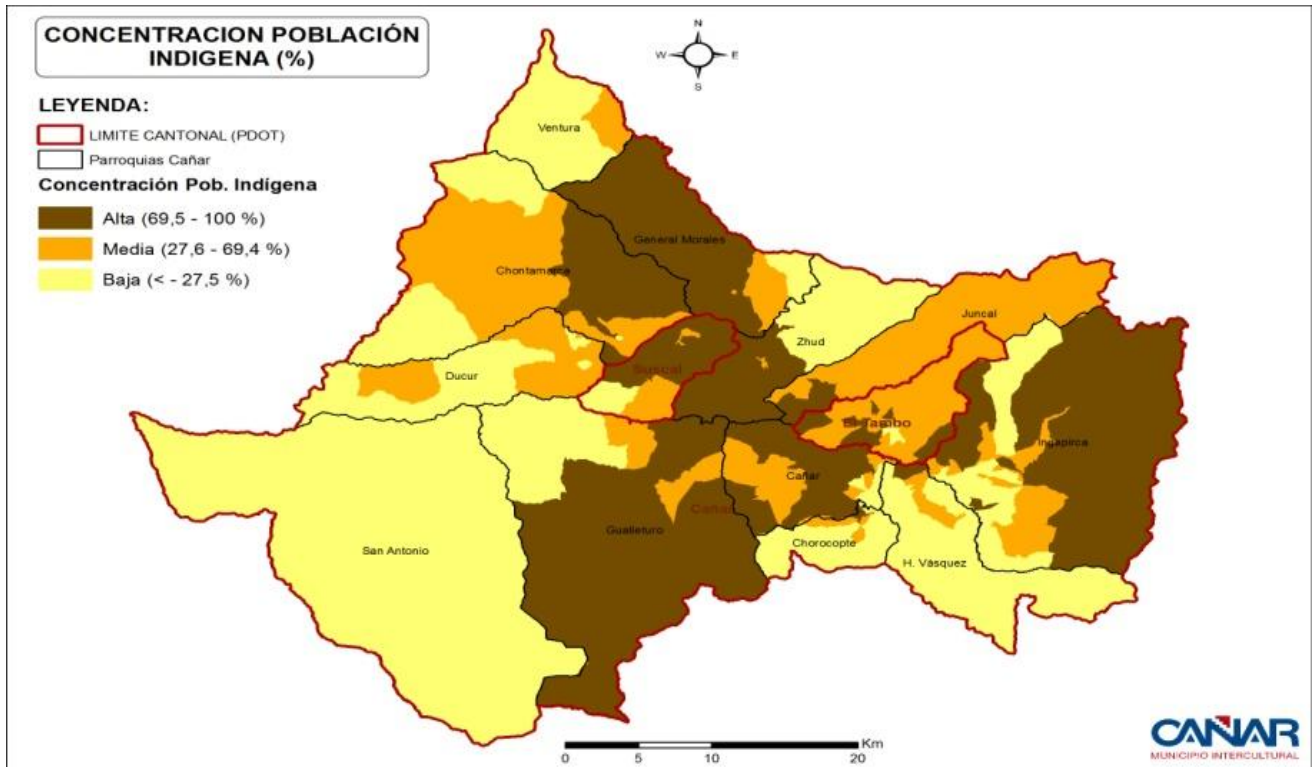 CONCENTRACION POBLACIÓN
INDIGENA (%)
LEYENDA:
LIMITE CANTONAL (PDOT)
Parroquias Cañar
Concentración Pob. Indígena
Alta (69,5 - 100 %)
Media (27,6 - 69,4 %)
Baja (< - 27,5 %)
N
W
E
S
Ventura
General Morales
Chontamarca
Juncal
Zhud
Suscal
Ducur
El Tambo
Ingapirca
Cañar
Cañar
Gualleturo
San Antonio
Chorocopte
H. Vásquez
Km
0 5 10 20
CAÑAR
MUNICIPIO INTERCULTURAL